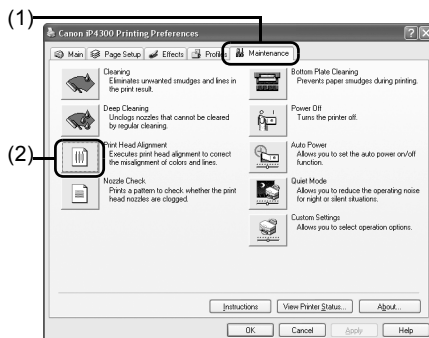 (1)
Canon iP4300 Printing Preferences
Main Page Setup Effects Profiles Maintenance
Cleaning
Eliminates unwanted smudges and lines in
the print result.
Deep Cleaning
Unclogs nozzles that cannot be cleared
by regular cleaning.
(2)
Print Head Alignment
Executes print head alignment to correct
the misalignment of colors and lines.
Nozzle Check
Prints a pattern to check whether the print
head nozzles are clogged.
Bottom Plate Cleaning
Prevents paper smudges during printing.
Power Off
Turns the printer off.
Auto Power
Allows you to set the auto power on/off
function.
Quiet Mode
Allows you to reduce the operating noise
for night or silent situations.
Custom Settings
Allows you to select operation options.
Instructions View Printer Status... About...
OK Cancel Apply Help